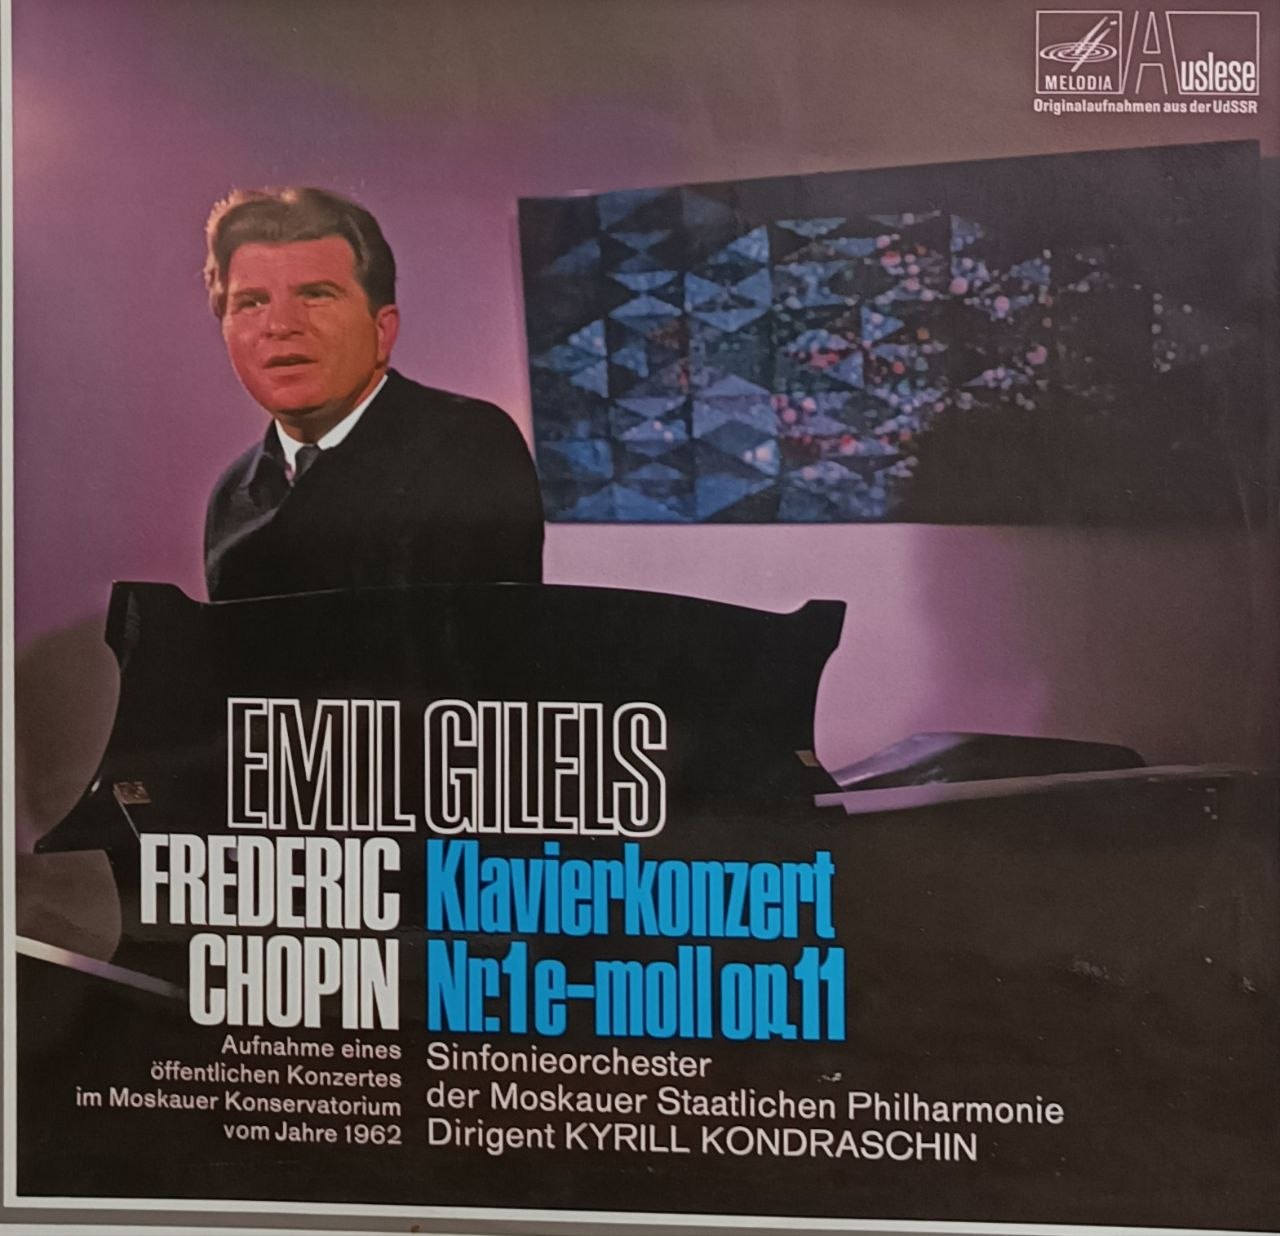 MELODIA Auslese
Originalaufnahmen aus der UdSSR
EMIL GILELS
FREDERIC
CHOPIN
Klavierkonzert
Nr.1 e-moll op.11
Aufnahme eines
öffentlichen Konzertes
im Moskauer Konservatorium
vom Jahre 1962
Sinfonieorchester
der Moskauer Staatlichen Philharmonie
Dirigent KYRILL KONDRASCHIN